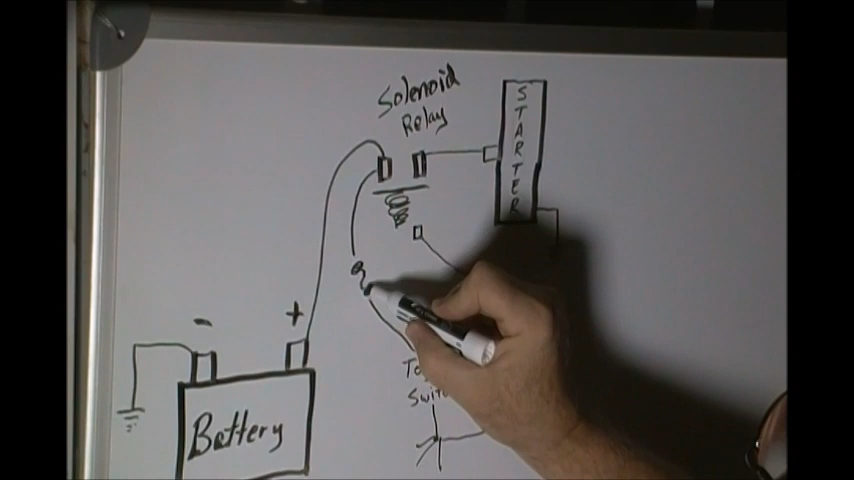 Solenoid
Relay
STARTER
-
+
Battery